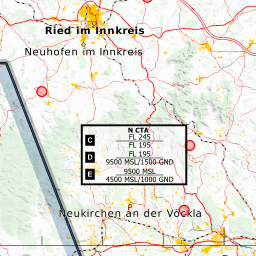 Ried im Innkreis
Neuhofen im Innkreis
N CTA
C FL 245
FL 195
D FL 195
9500 MSL/1500 GND
E 9500 MSL
4500 MSL/1000 GND
Neukirchen an der Vöckla